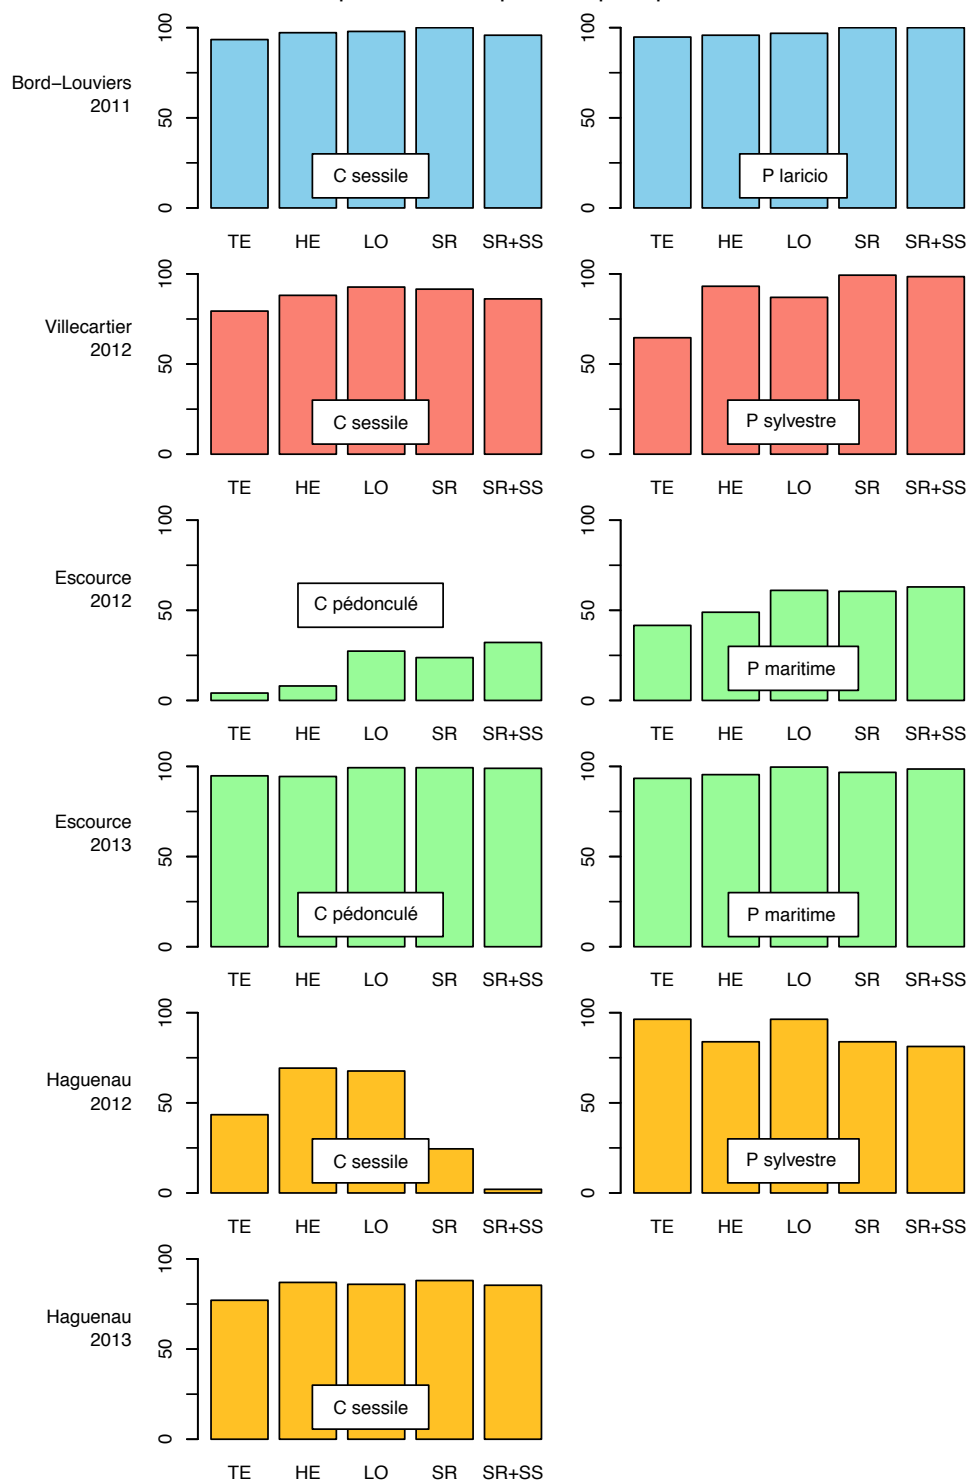 Bord–Louviers
2011
100
50
0
C sessile
TE HE LO SR SR+SS
100
50
0
P laricio
TE HE LO SR SR+SS
Villecartier
2012
100
50
0
C sessile
TE HE LO SR SR+SS
100
50
0
P sylvestre
TE HE LO SR SR+SS
Escource
2012
100
50
0
C pédonculé
TE HE LO SR SR+SS
100
50
0
P maritime
TE HE LO SR SR+SS
Escource
2013
100
50
0
C pédonculé
TE HE LO SR SR+SS
100
50
0
P maritime
TE HE LO SR SR+SS
Haguenau
2012
100
50
0
C sessile
TE HE LO SR SR+SS
100
50
0
P sylvestre
TE HE LO SR SR+SS
Haguenau
2013
100
50
0
C sessile
TE HE LO SR SR+SS